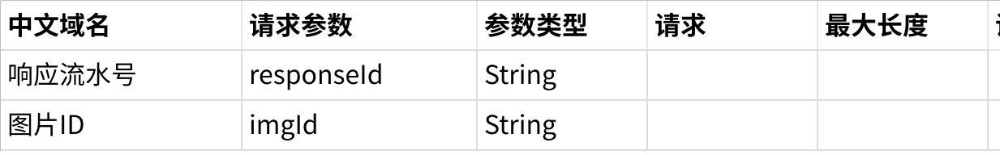 中文域名 请求参数 参数类型 请求 最大长度
响应流水号 responseId String
图片ID imgId String